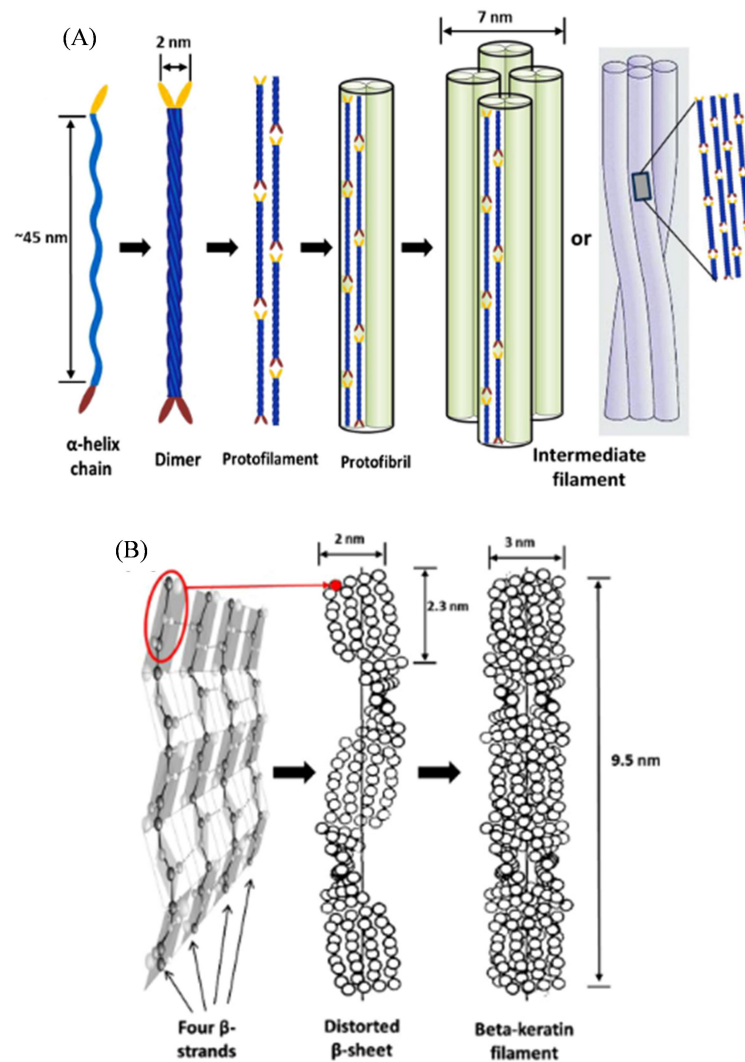 (A)
2 nm
7 nm
~45 nm
or
α-helix
chain
Dimer
Protofilament
Protofibril
Intermediate
filament
(B)
2 nm
3 nm
2.3 nm
9.5 nm
Four β-
strands
Distorted
β-sheet
Beta-keratin
filament